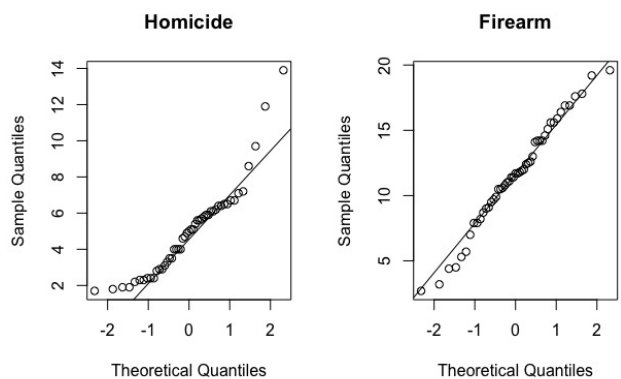 Homicide
Sample Quantiles
14
12
10
8
6
4
2
-2 -1 0 1 2
Theoretical Quantiles
Firearm
Sample Quantiles
20
15
10
5
-2 -1 0 1 2
Theoretical Quantiles